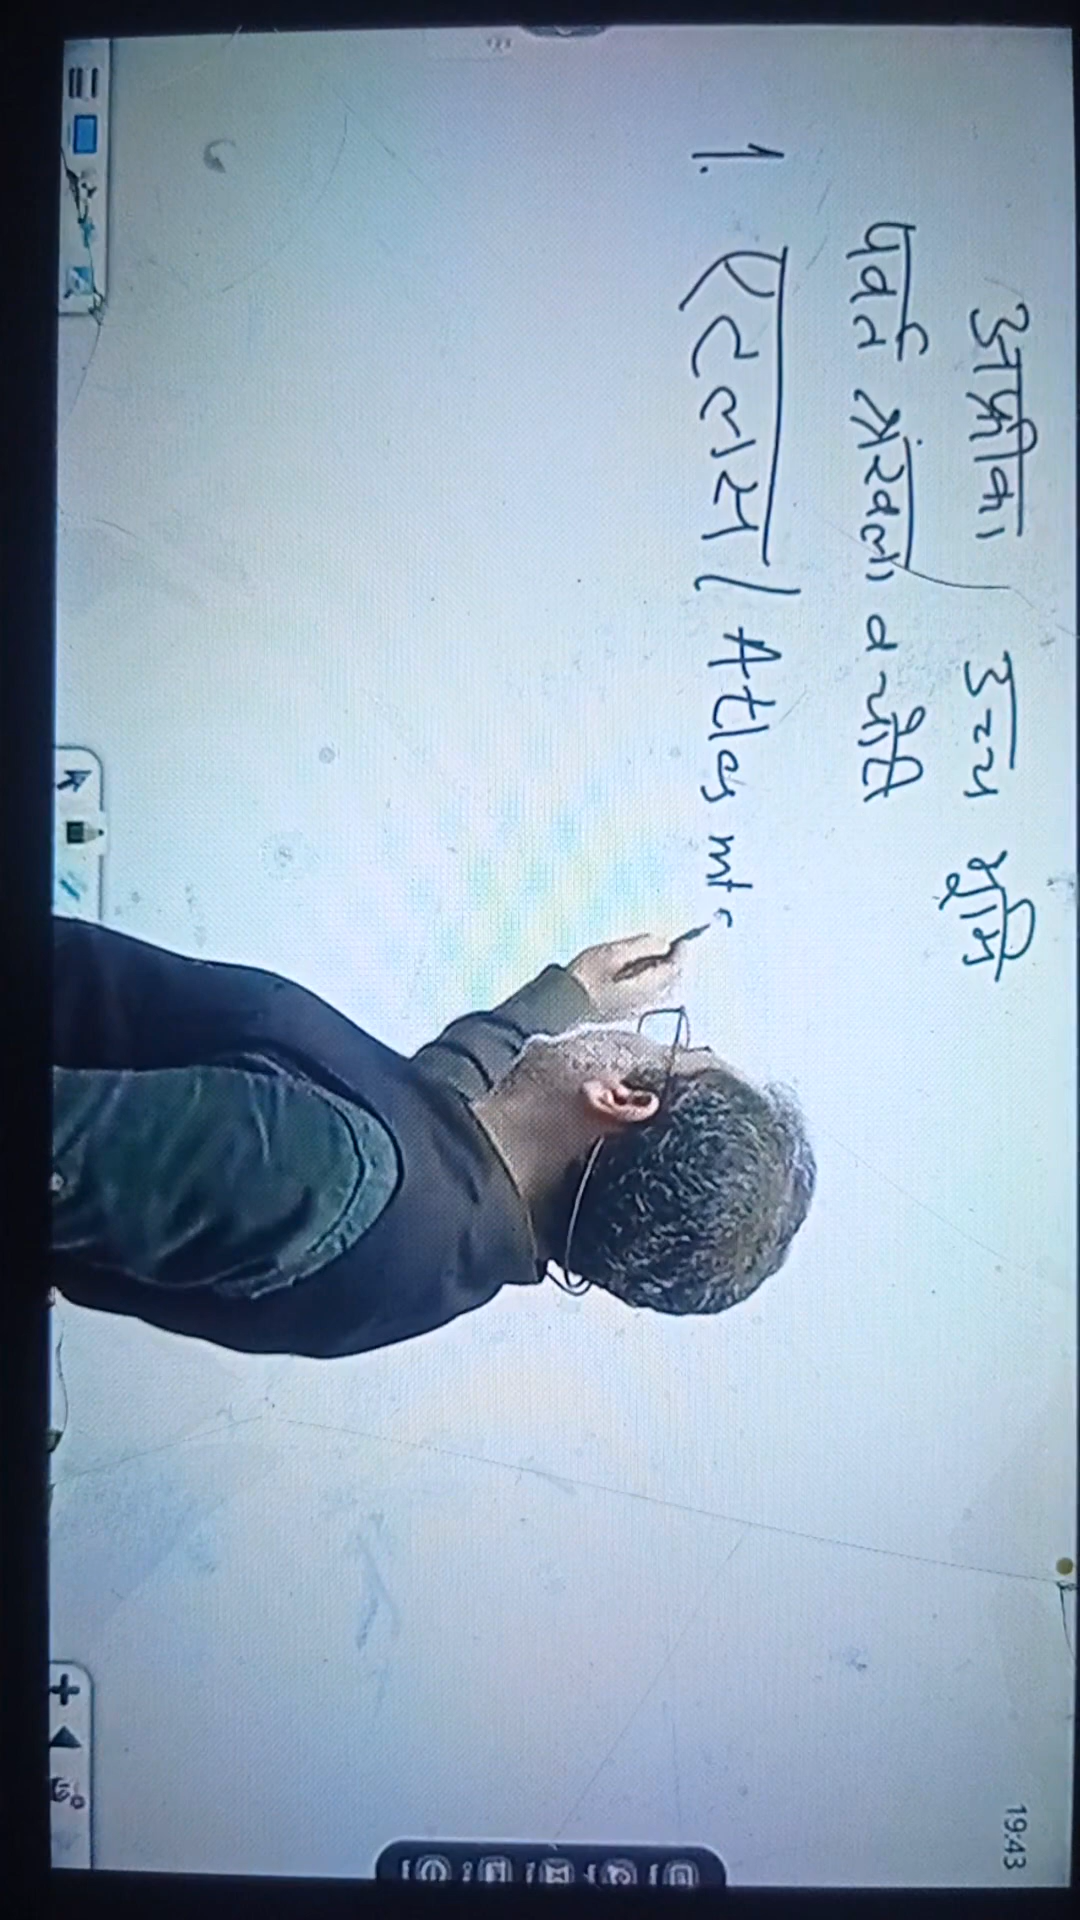 अफ्रीका उच्च भूमि
पर्वत श्रंखला व चोटी
1. एटलस / Atlas mt
19:43